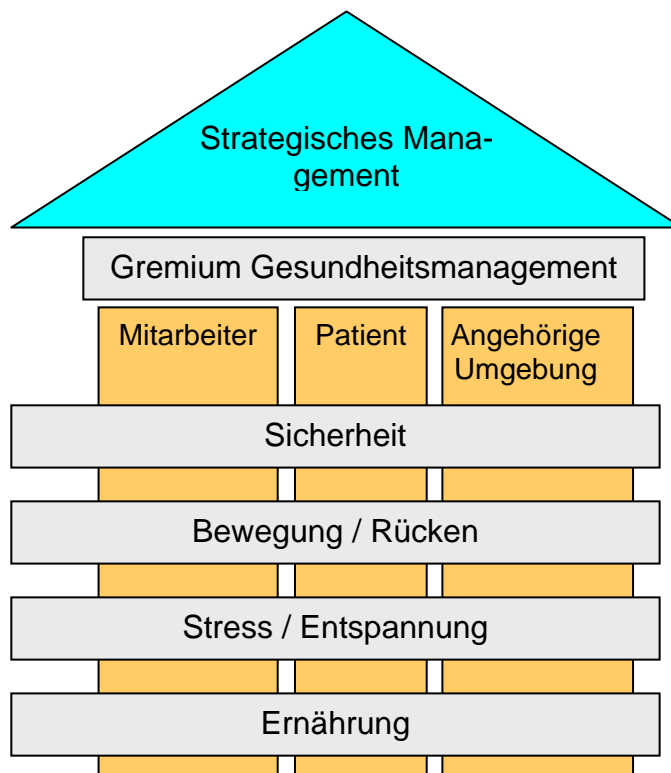 Strategisches Mana-
gement
Gremium Gesundheitsmanagement
Mitarbeiter
Patient
Angehörige
Umgebung
Sicherheit
Bewegung / Rücken
Stress / Entspannung
Ernährung